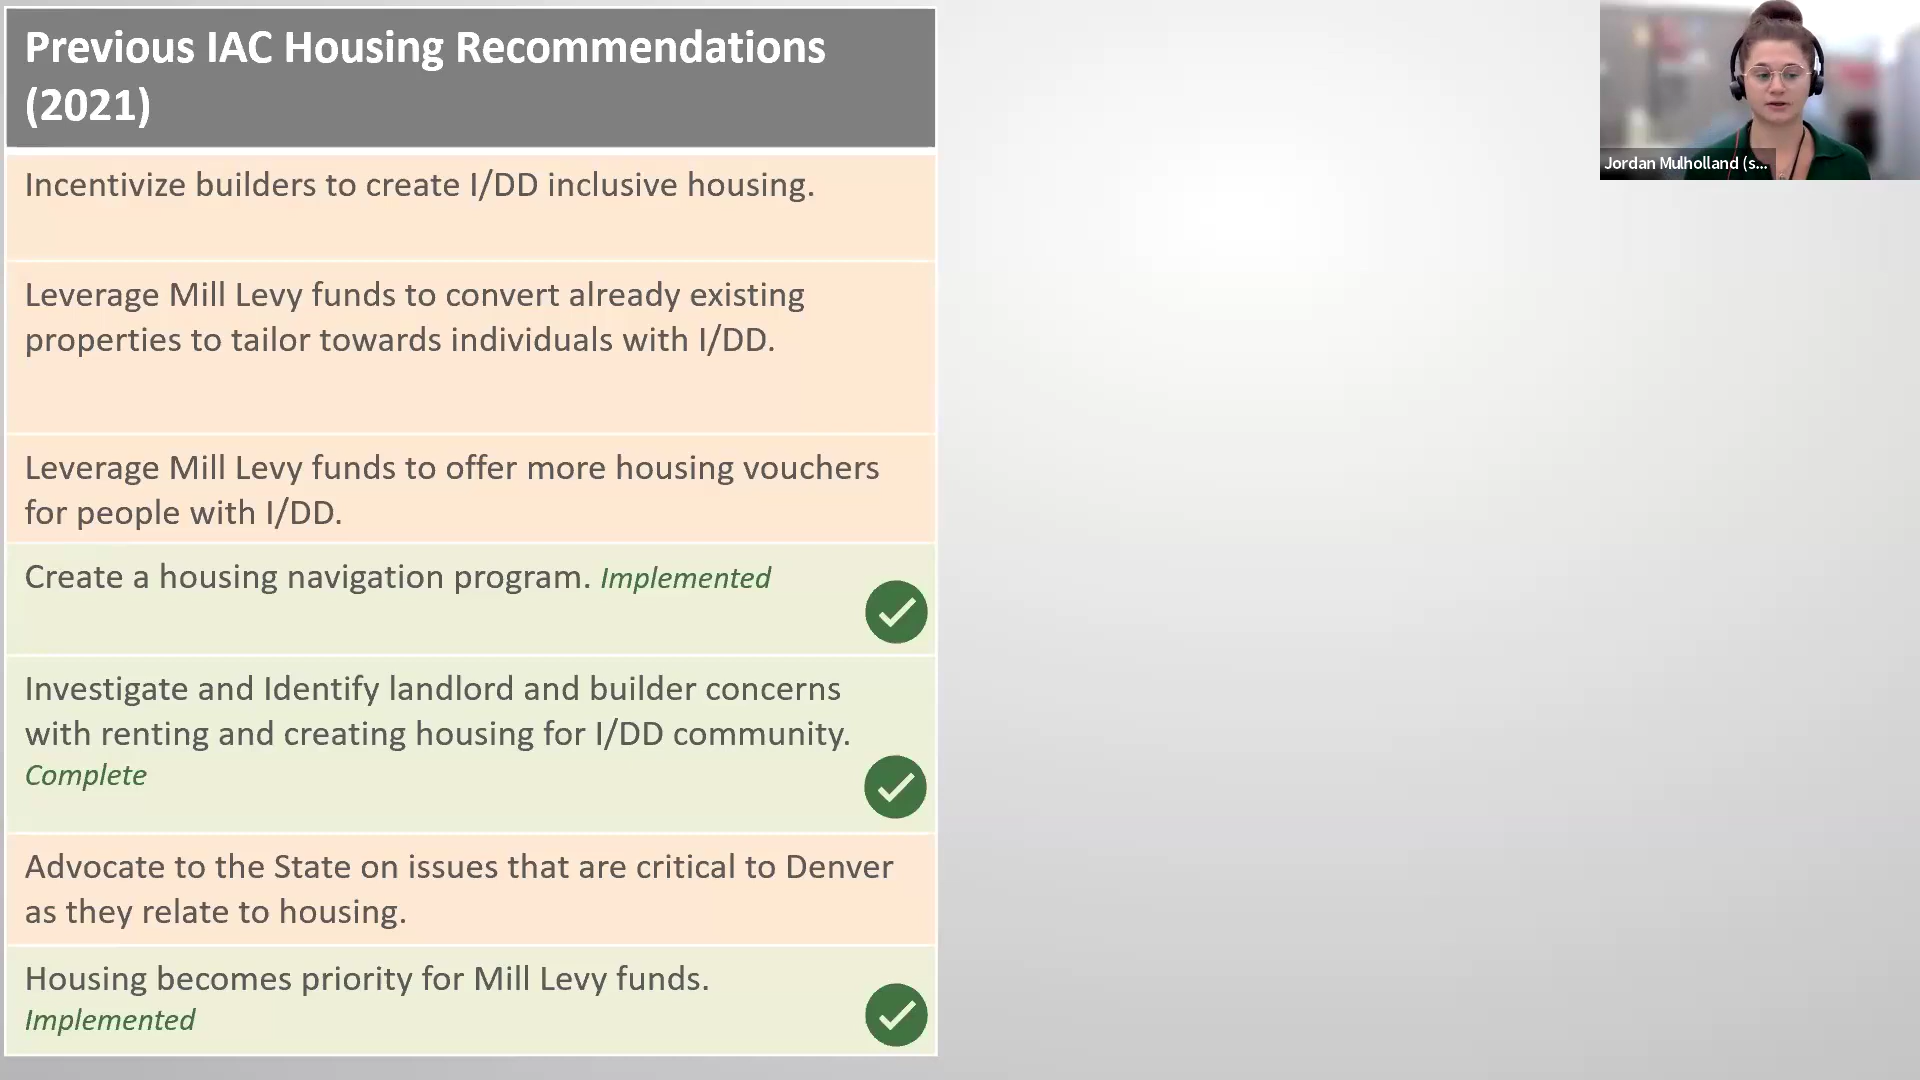 Previous IAC Housing Recommendations
(2021)
Incentivize builders to create I/DD inclusive housing.
Leverage Mill Levy funds to convert already existing
properties to tailor towards individuals with I/DD.
Leverage Mill Levy funds to offer more housing vouchers
for people with I/DD.
Create a housing navigation program. Implemented
Investigate and Identify landlord and builder concerns
with renting and creating housing for I/DD community.
Complete
Advocate to the State on issues that are critical to Denver
as they relate to housing.
Housing becomes priority for Mill Levy funds.
Implemented
Jordan Mulholland (s...